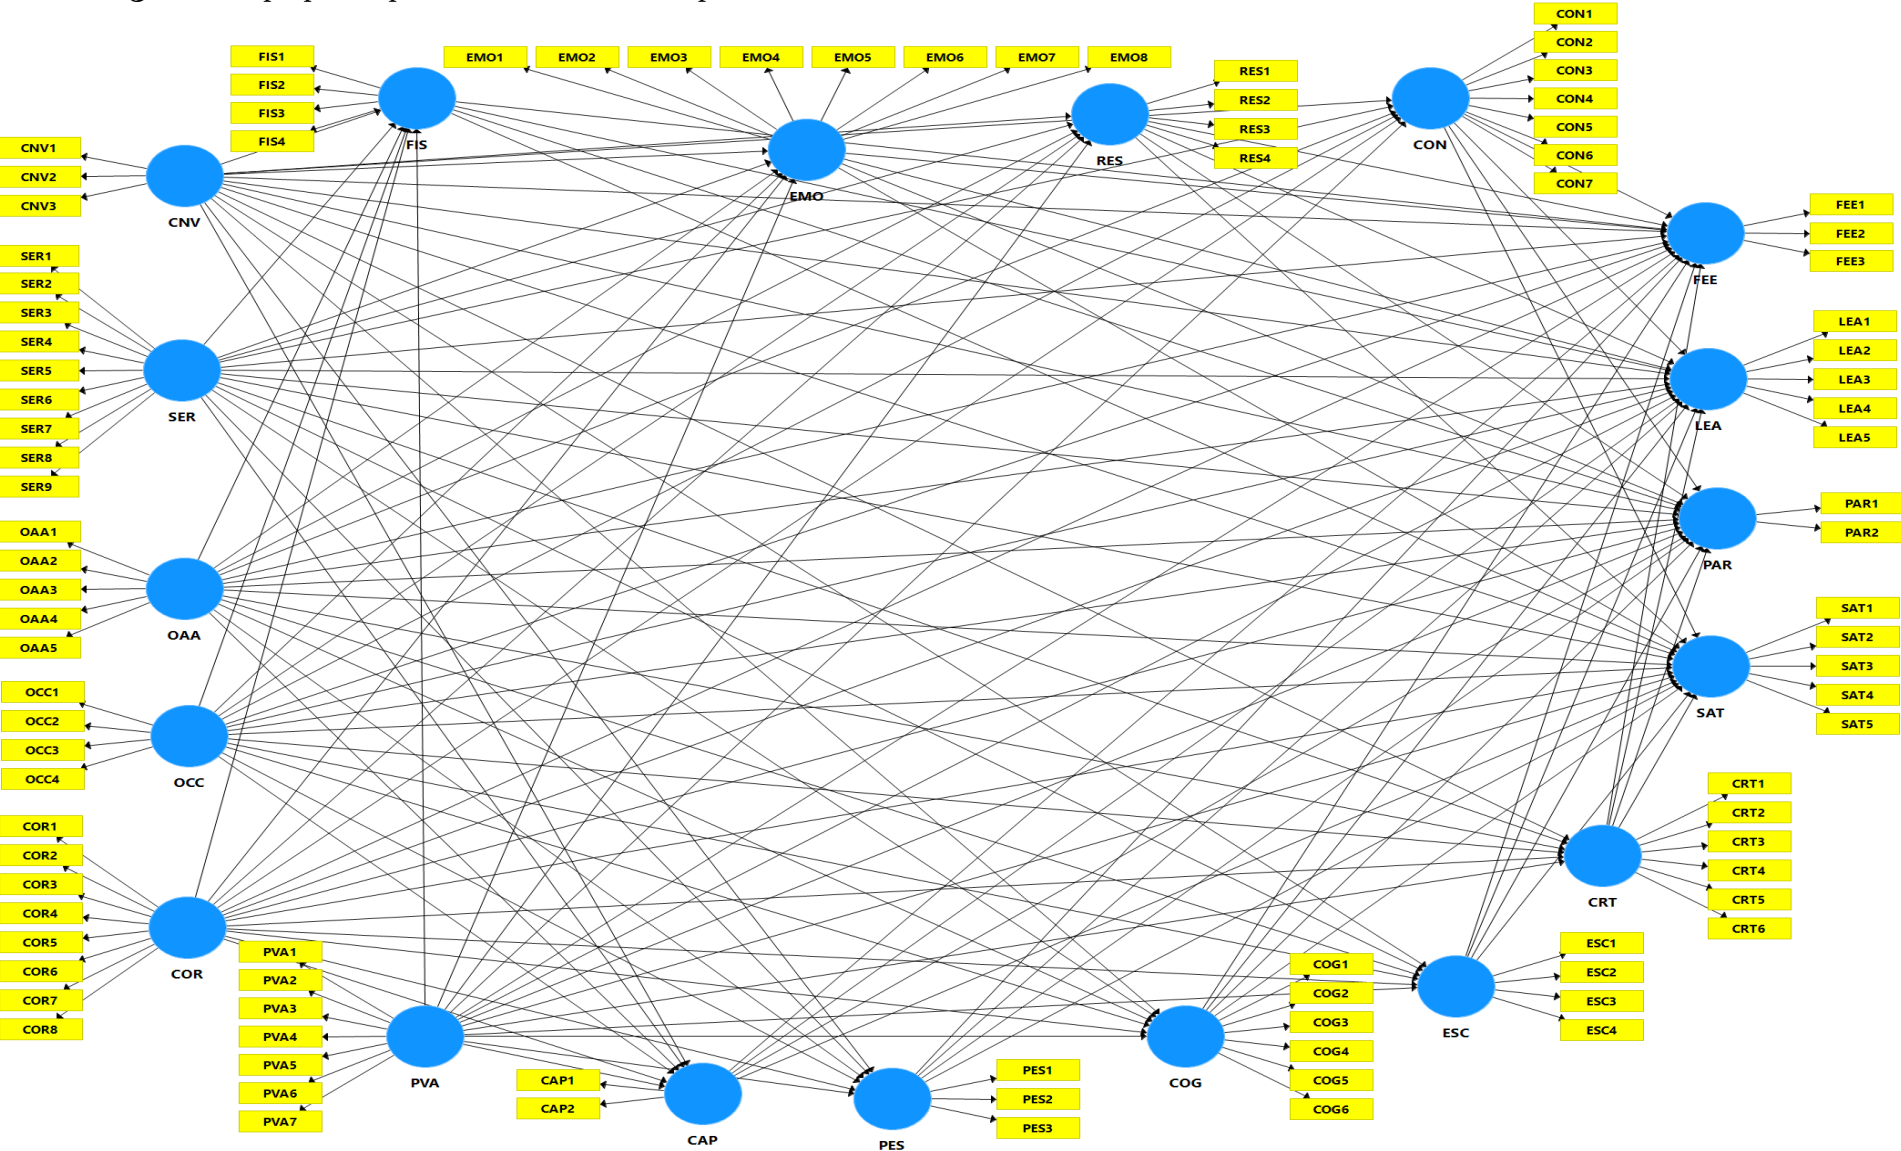 FIS1
FIS2
FIS3
FIS4
FIS
EMO1
EMO2
EMO3
EMO4
EMO5
EMO6
EMO7
EMO8
EMO
RES1
RES2
RES3
RES4
RES
CON1
CON2
CON3
CON4
CON5
CON6
CON7
CON
CNV1
CNV2
CNV3
CNV
FEE1
FEE2
FEE3
FEE
SER1
SER2
SER3
SER4
SER5
SER6
SER7
SER8
SER9
SER
LEA1
LEA2
LEA3
LEA4
LEA5
LEA
OAA1
OAA2
OAA3
OAA4
OAA5
OAA
PAR1
PAR2
PAR
SAT1
SAT2
SAT3
SAT4
SAT5
SAT
OCC1
OCC2
OCC3
OCC4
OCC
CRT1
CRT2
CRT3
CRT4
CRT5
CRT6
CRT
COR1
COR2
COR3
COR4
COR5
COR6
COR7
COR8
COR
PVA1
PVA2
PVA3
PVA4
PVA5
PVA6
PVA7
PVA
CAP1
CAP2
CAP
PES1
PES2
PES3
PES
COG1
COG2
COG3
COG4
COG5
COG6
COG
ESC1
ESC2
ESC3
ESC4
ESC